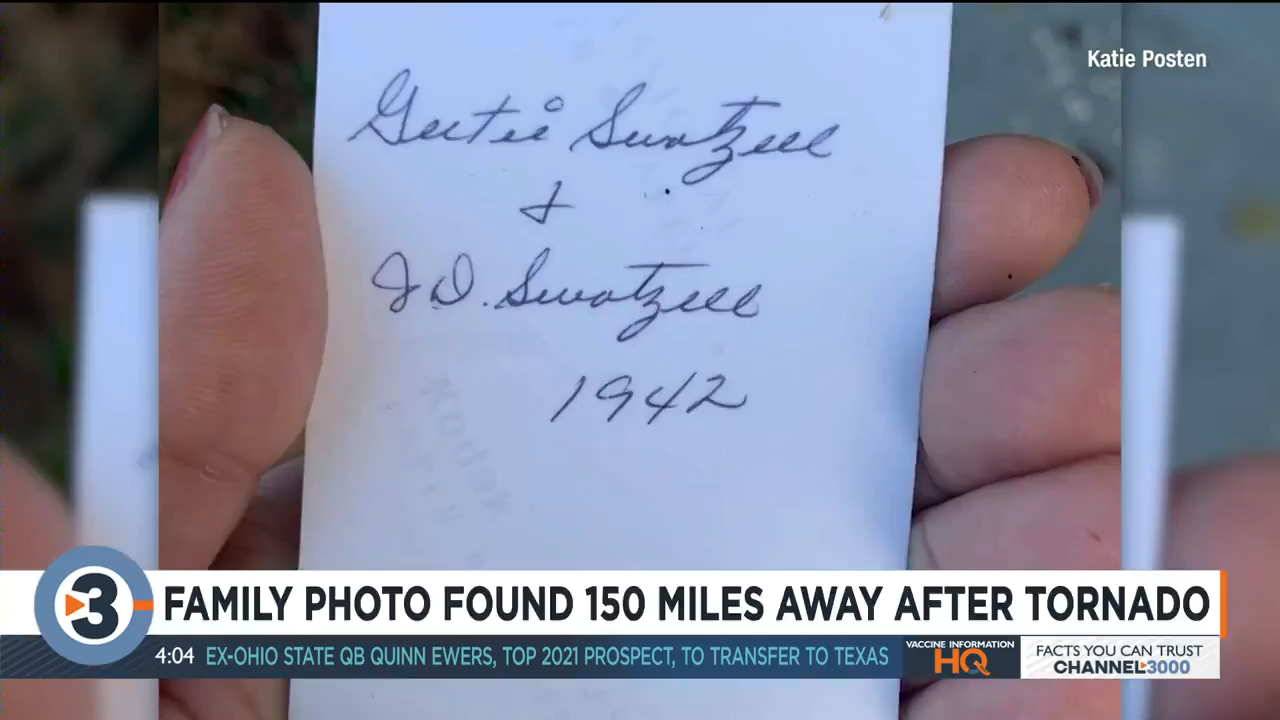 Katie Posten
Gertie Swatzell
&
J.D. Swatzell
1942
Kodak
3
FAMILY PHOTO FOUND 150 MILES AWAY AFTER TORNADO
4:04 EX-OHIO STATE QB QUINN EWERS, TOP 2021 PROSPECT, TO TRANSFER TO TEXAS
VACCINE INFORMATION
HQ
FACTS YOU CAN TRUST
CHANNEL3000